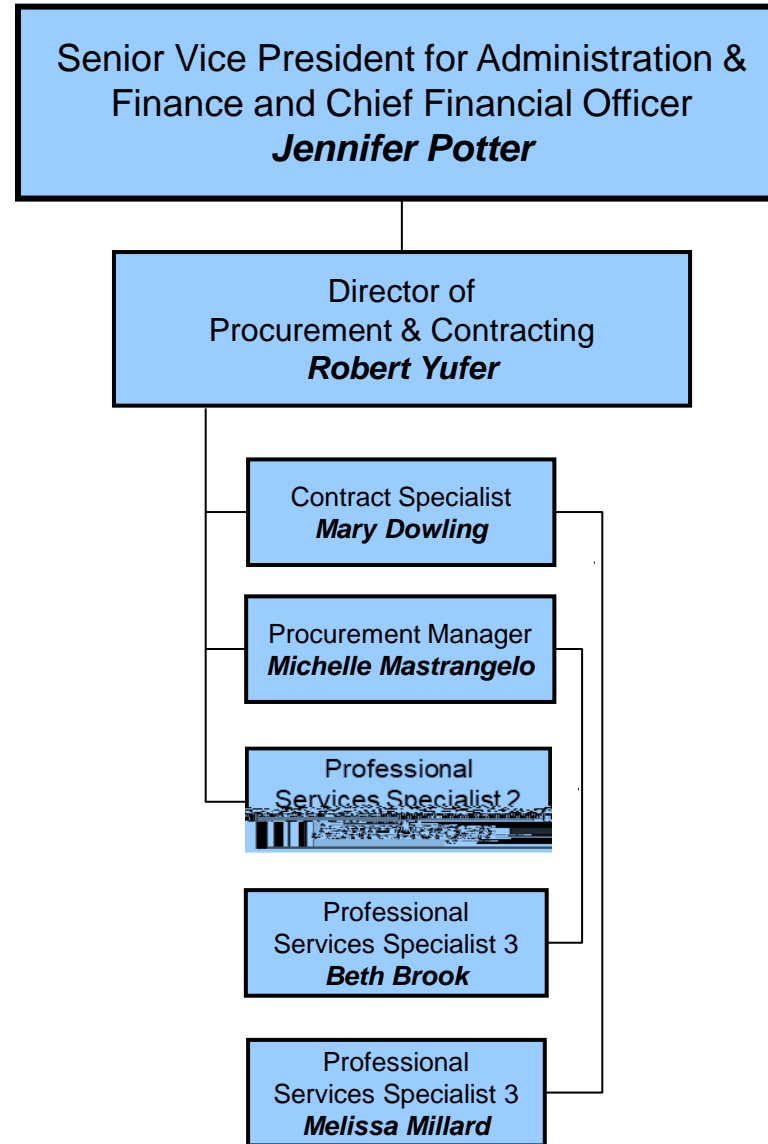 Senior Vice President for Administration &
Finance and Chief Financial Officer
Jennifer Potter
Director of
Procurement & Contracting
Robert Yufer
Contract Specialist
Mary Dowling
Procurement Manager
Michelle Mastrangelo
Professional
Services Specialist 2
Professional
Services Specialist 3
Beth Brook
Professional
Services Specialist 3
Melissa Millard